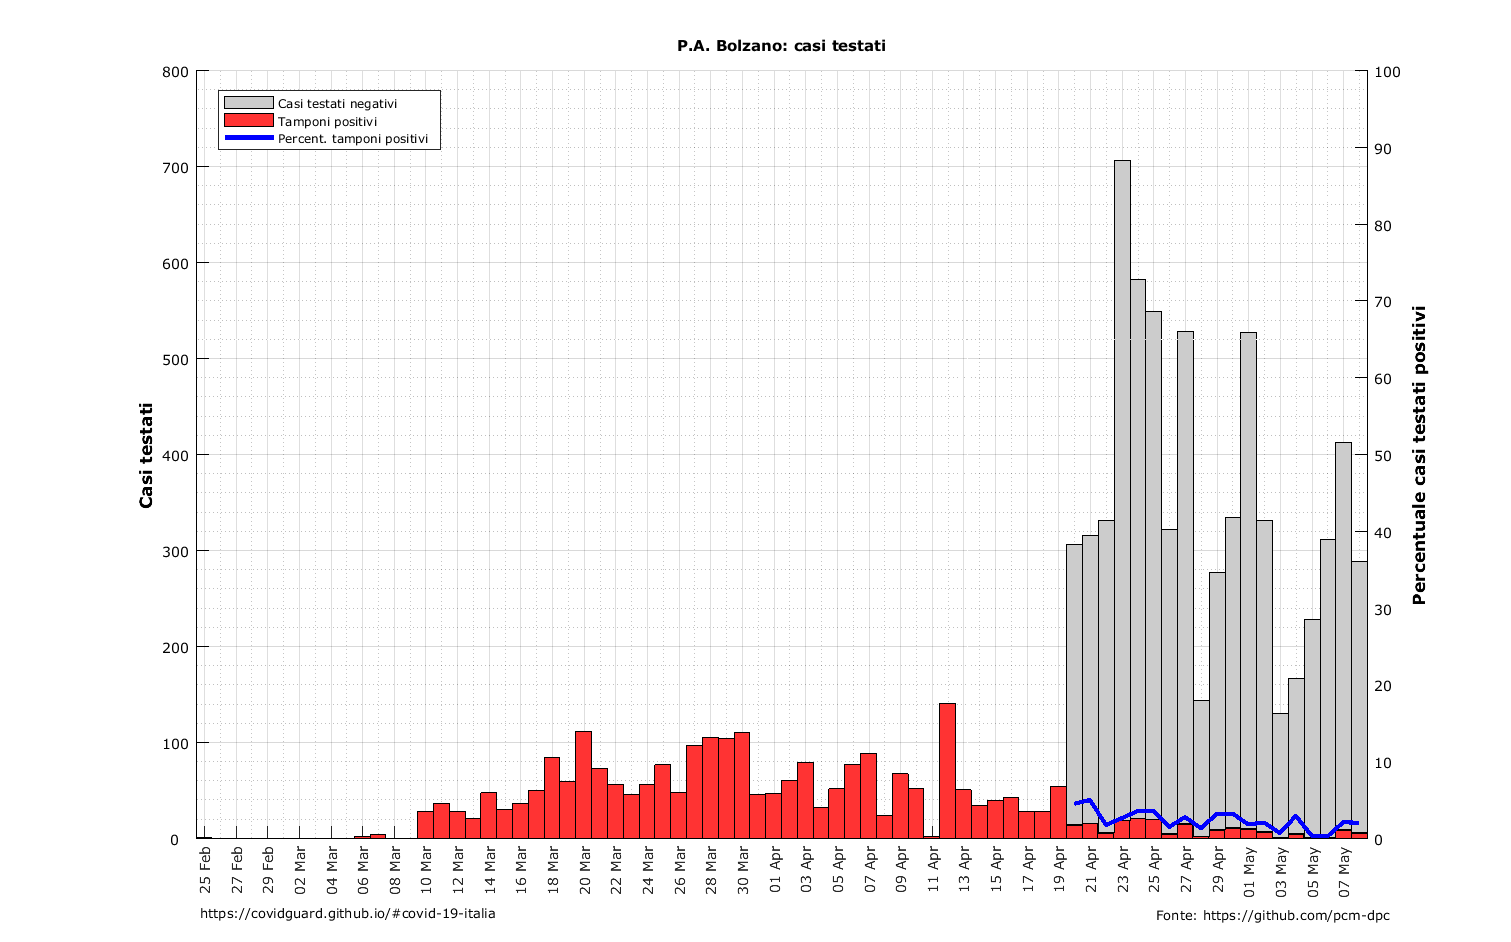 P.A. Bolzano: casi testati
Casi testati negativi
Tamponi positivi
Percent. tamponi positivi
Casi testati
800
700
600
500
400
300
200
100
0
100
90
80
70
60
50
40
30
20
10
0
Percentuale casi testati positivi
25 Feb
27 Feb
29 Feb
02 Mar
04 Mar
06 Mar
08 Mar
10 Mar
12 Mar
14 Mar
16 Mar
18 Mar
20 Mar
22 Mar
24 Mar
26 Mar
28 Mar
30 Mar
01 Apr
03 Apr
05 Apr
07 Apr
09 Apr
11 Apr
13 Apr
15 Apr
17 Apr
19 Apr
21 Apr
23 Apr
25 Apr
27 Apr
29 Apr
01 May
03 May
05 May
07 May
https://covidguard.github.io/#covid-19-italia
Fonte: https://github.com/pcm-dpc